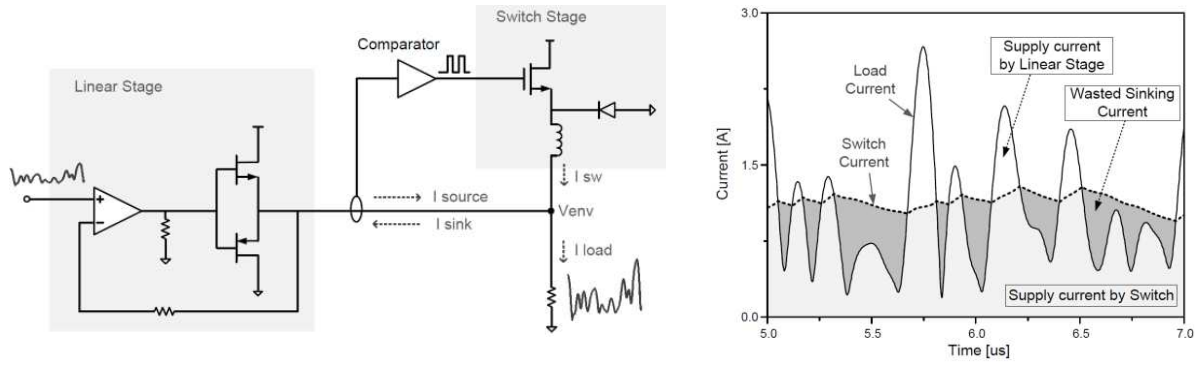 Switch Stage
Comparator
Linear Stage
+
−
I sw
I source
Venv
I sink
I load
3.0
Supply current
by Linear Stage
Load
Current
Wasted Sinking
Current
Switch
Current
1.5
Current [A]
Supply current by Switch
0.0
5.0
5.5
6.0
6.5
7.0
Time [us]